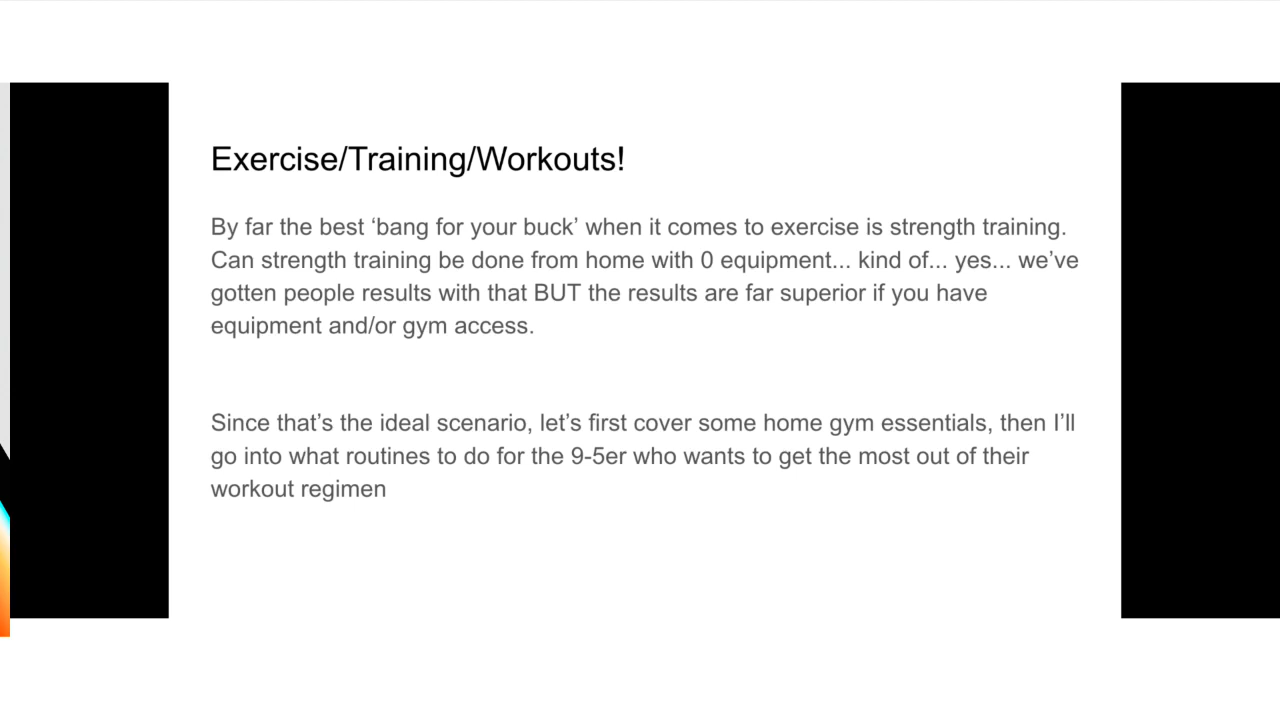 Exercise/Training/Workouts!
By far the best ‘bang for your buck’ when it comes to exercise is strength training.
Can strength training be done from home with 0 equipment... kind of... yes... we’ve
gotten people results with that BUT the results are far superior if you have
equipment and/or gym access.
Since that’s the ideal scenario, let’s first cover some home gym essentials, then I’ll
go into what routines to do for the 9-5er who wants to get the most out of their
workout regimen